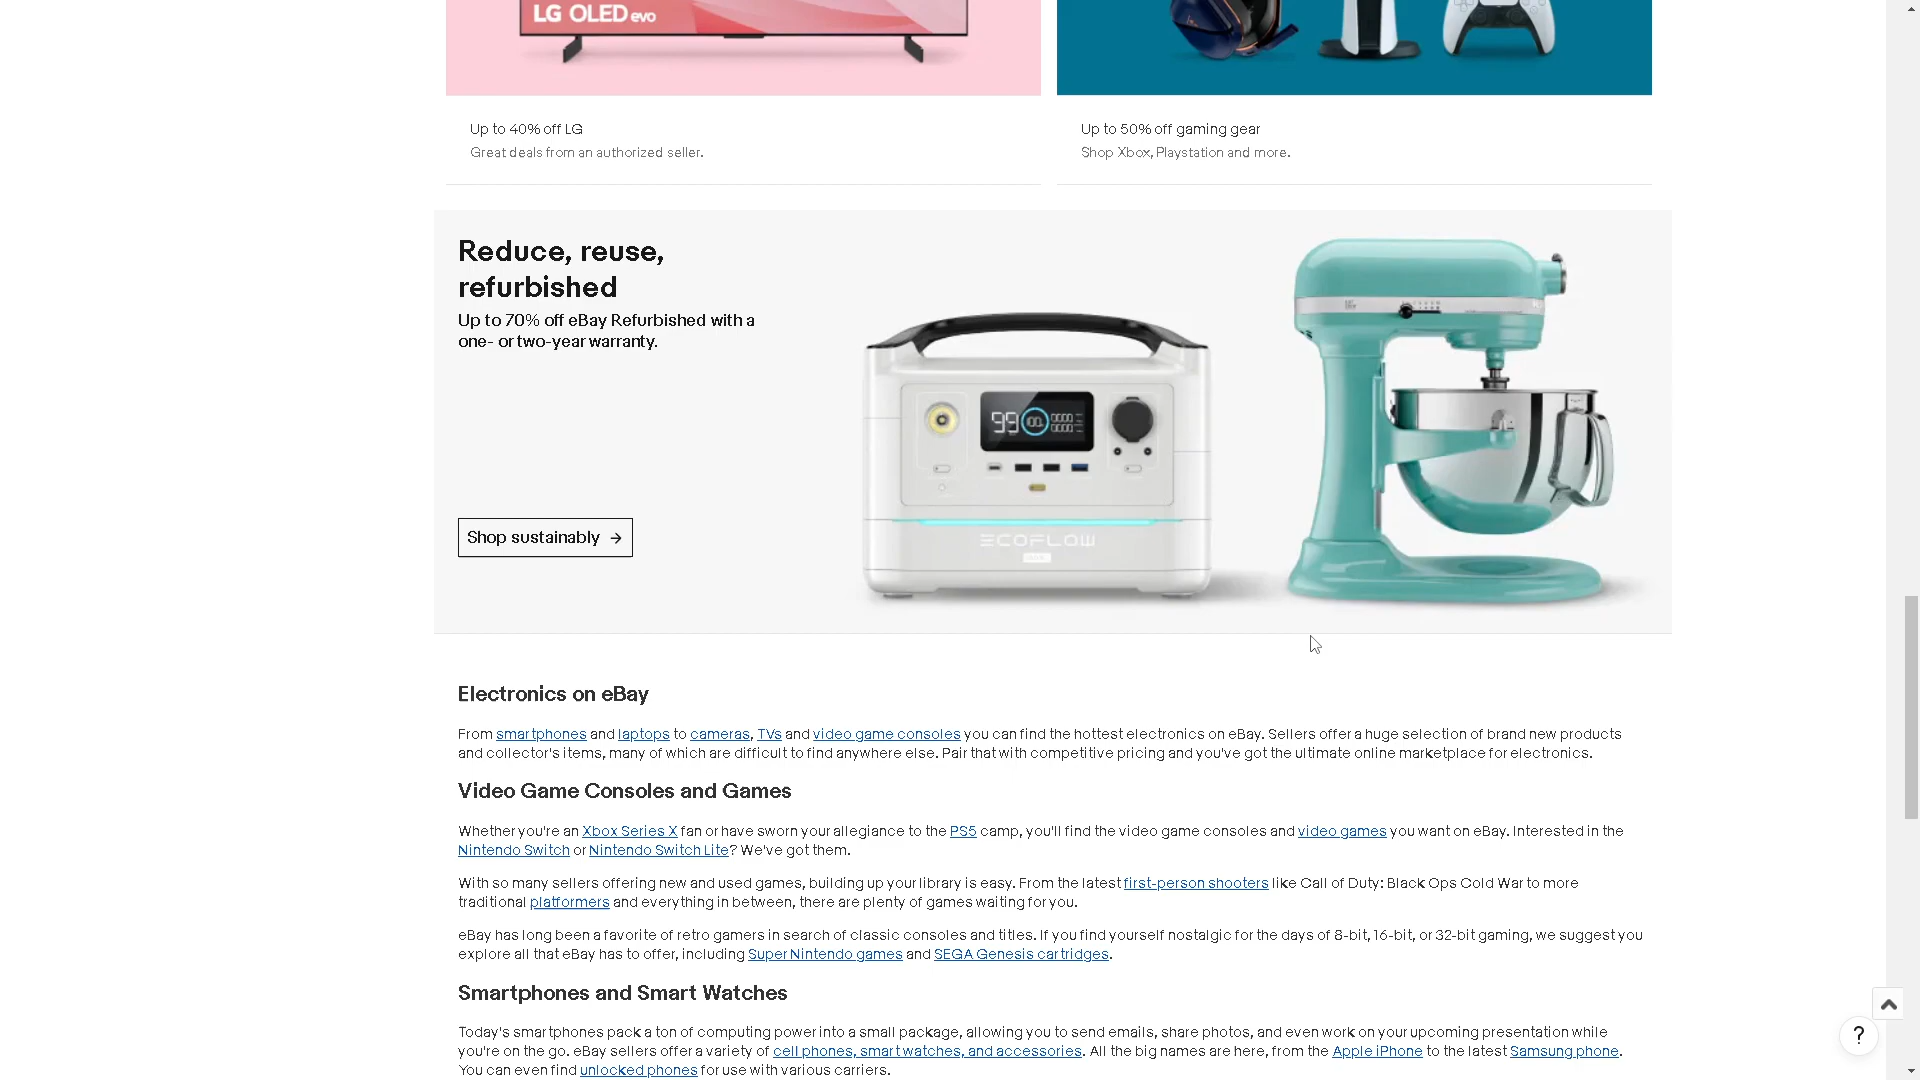 LG OLED evo
Up to 40% off LG
Great deals from an authorized seller.
Up to 50% off gaming gear
Shop Xbox, Playstation and more.
Reduce, reuse,
refurbished
Up to 70% off eBay Refurbished with a
one- or two-year warranty.
99 100
ECOFLOW
Shop sustainably →
Electronics on eBay
From smartphones and laptops to cameras, TVs and video game consoles you can find the hottest electronics on eBay. Sellers offer a huge selection of brand new products
and collector's items, many of which are difficult to find anywhere else. Pair that with competitive pricing and you've got the ultimate online marketplace for electronics.
Video Game Consoles and Games
Whether you're an Xbox Series X fan or have sworn your allegiance to the PS5 camp, you'll find the video game consoles and video games you want on eBay. Interested in the
Nintendo Switch or Nintendo Switch Lite? We've got them.
With so many sellers offering new and used games, building up your library is easy. From the latest first-person shooters like Call of Duty: Black Ops Cold War to more
traditional platformers and everything in between, there are plenty of games waiting for you.
eBay has long been a favorite of retro gamers in search of classic consoles and titles. If you find yourself nostalgic for the days of 8-bit, 16-bit, or 32-bit gaming, we suggest you
explore all that eBay has to offer, including Super Nintendo games and SEGA Genesis cartridges.
Smartphones and Smart Watches
Today's smartphones pack a ton of computing power into a small package, allowing you to send emails, share photos, and even work on your upcoming presentation while
you're on the go. eBay sellers offer a variety of cell phones, smart watches, and accessories. All the big names are here, from the Apple iPhone to the latest Samsung phone.
You can even find unlocked phones for use with various carriers.
?